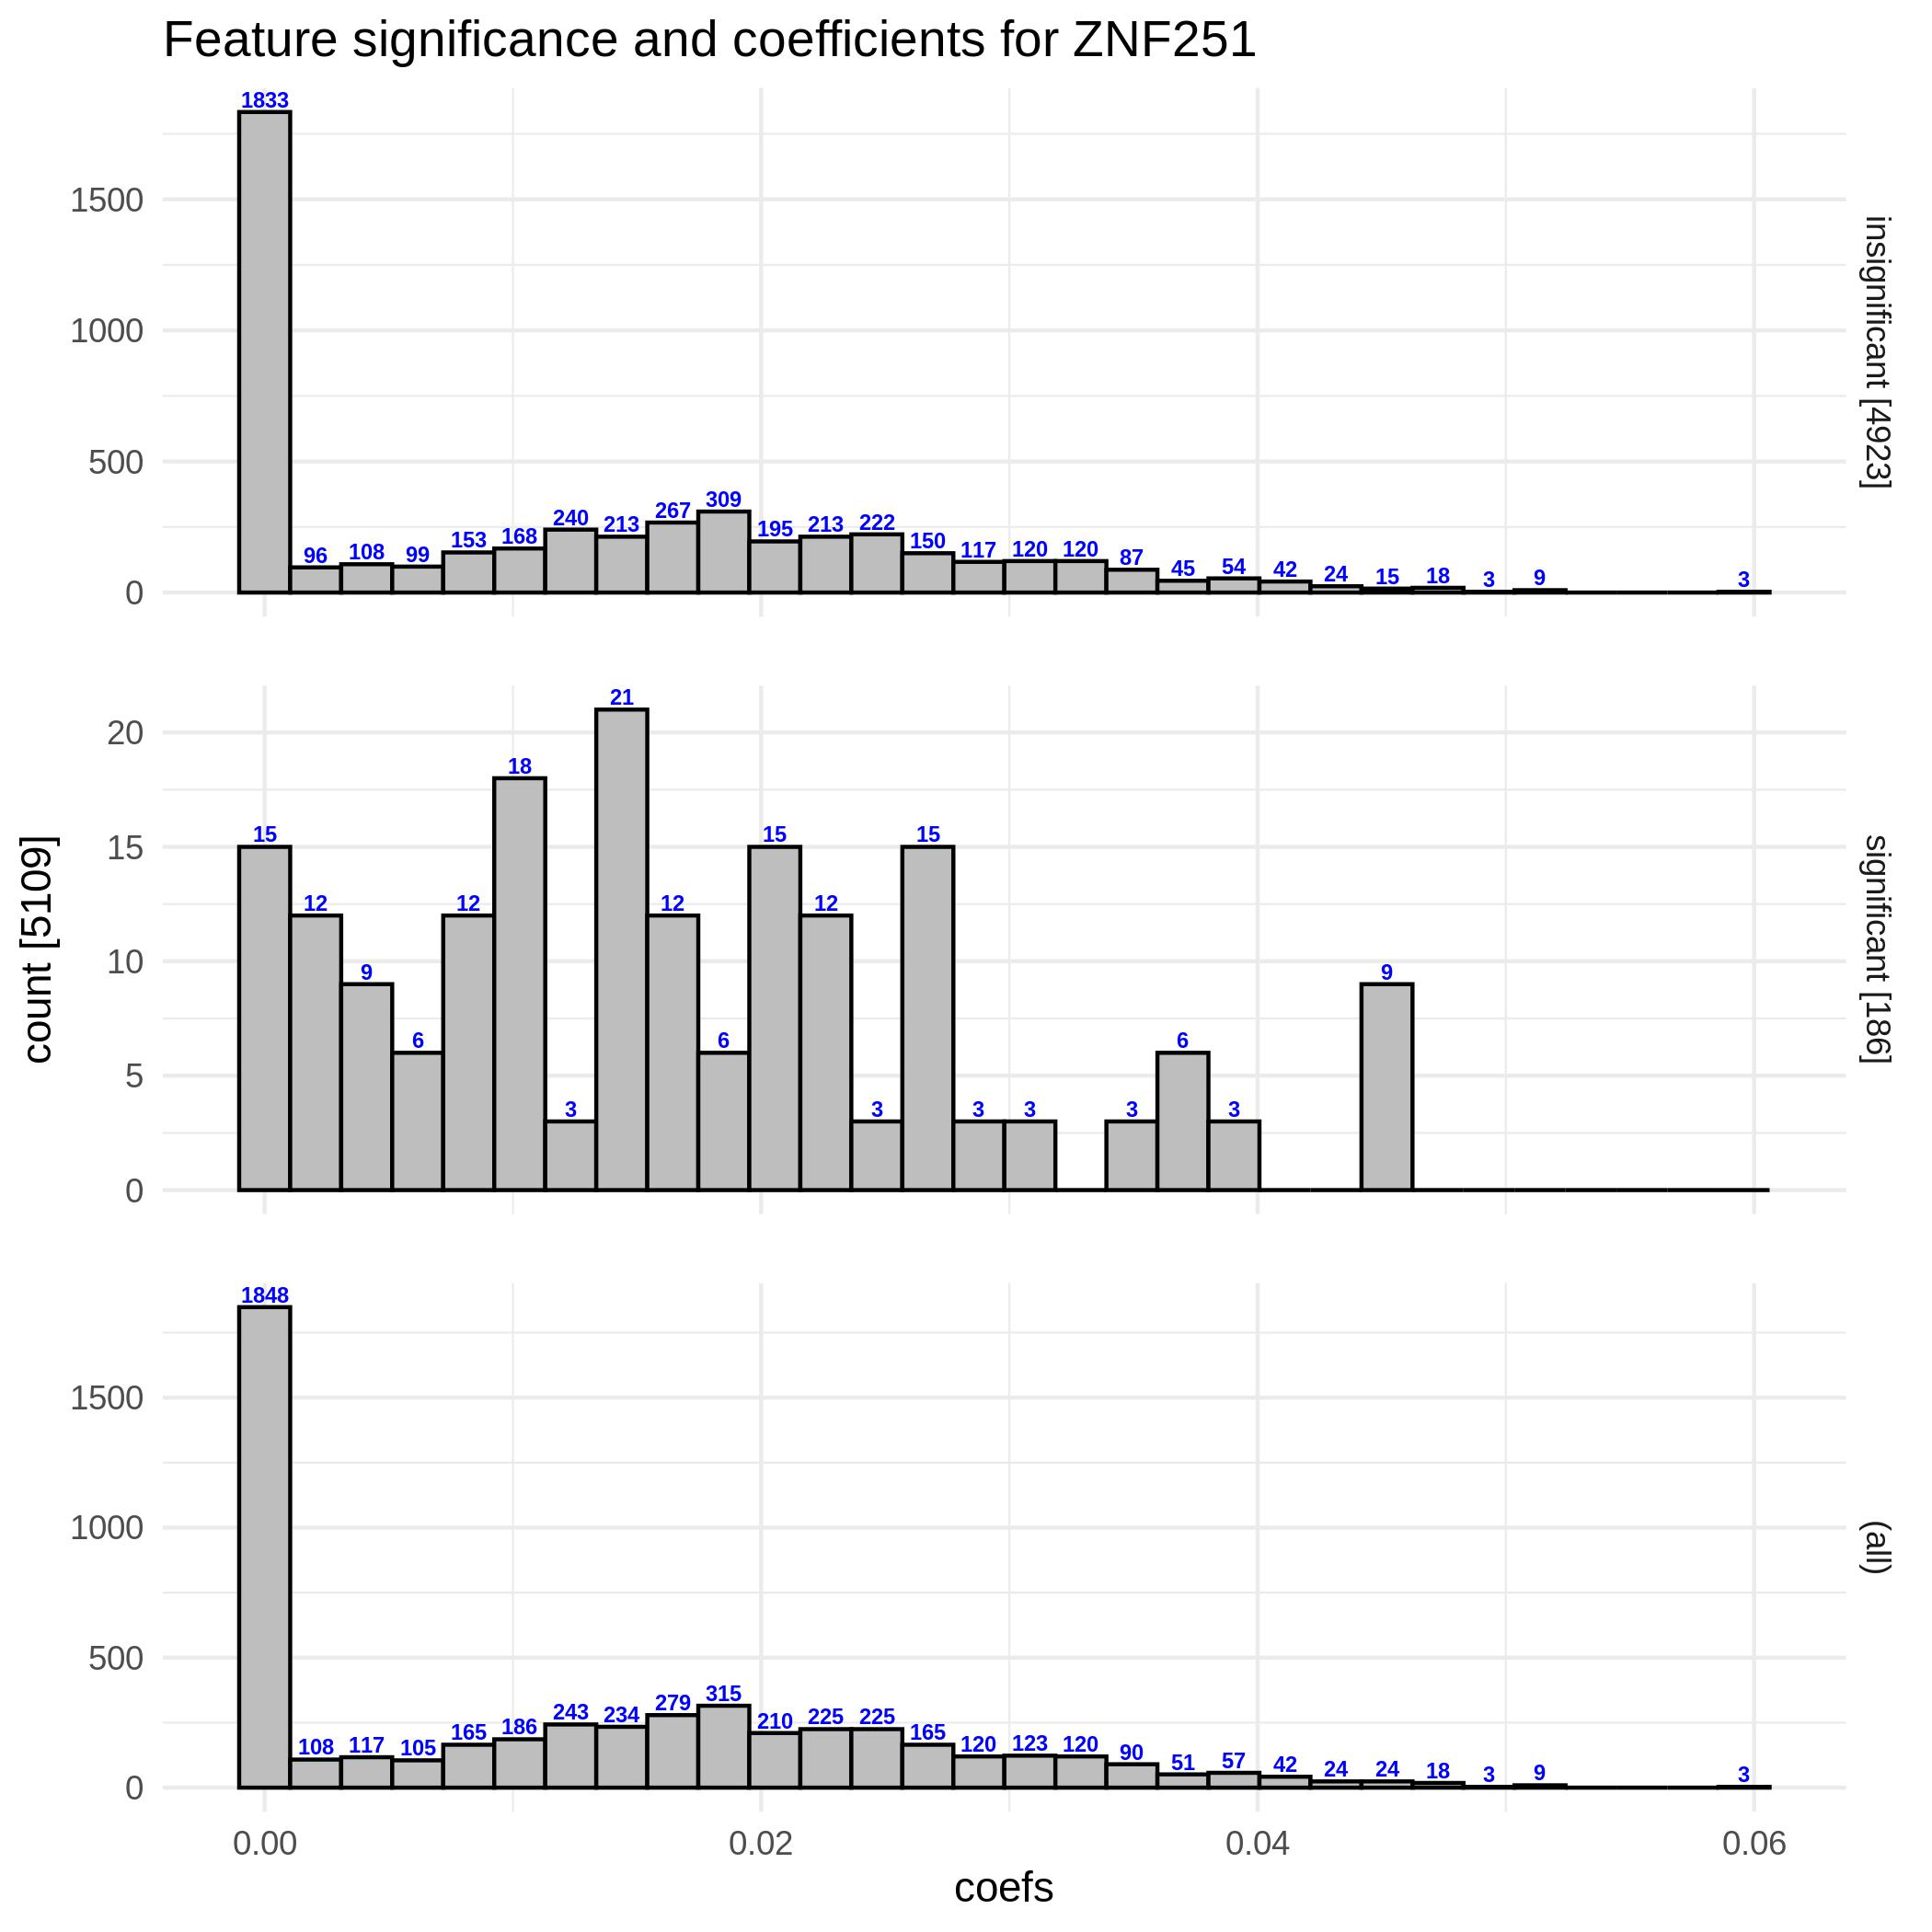 Feature significance and coefficients for ZNF251
1833
96 108 99 153 168 240 213 267 309 195 213 222 150 117 120 120 87 45 54 42 24 15 18 3 9 3
1500
1000
500
0
insignificant [4923]
15 12 9 6 12 18 3 21 12 6 15 12 3 15 3 3 3 6 3 9
20
15
10
5
0
significant [186]
count [5109]
1848
108 117 105 165 186 243 234 279 315 210 225 225 165 120 123 120 90 51 57 42 24 24 18 3 9 3
1500
1000
500
0
(all)
0.00 0.02 0.04 0.06
coefs